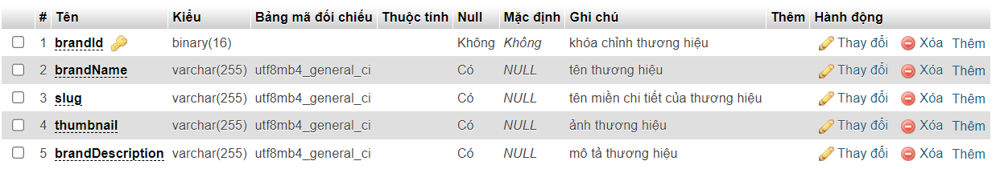 # Tên Kiểu Bảng mã đối chiếu Thuộc tính Null Mặc định Ghi chú Thêm Hành động
1 brandId binary(16) Không Không khóa chỉnh thương hiệu Thay đổi Xóa Thêm
2 brandName varchar(255) utf8mb4_general_ci Có NULL tên thương hiệu Thay đổi Xóa Thêm
3 slug varchar(255) utf8mb4_general_ci Có NULL tên miền chi tiết của thương hiệu Thay đổi Xóa Thêm
4 thumbnail varchar(255) utf8mb4_general_ci Có NULL ảnh thương hiệu Thay đổi Xóa Thêm
5 brandDescription varchar(255) utf8mb4_general_ci Có NULL mô tả thương hiệu Thay đổi Xóa Thêm